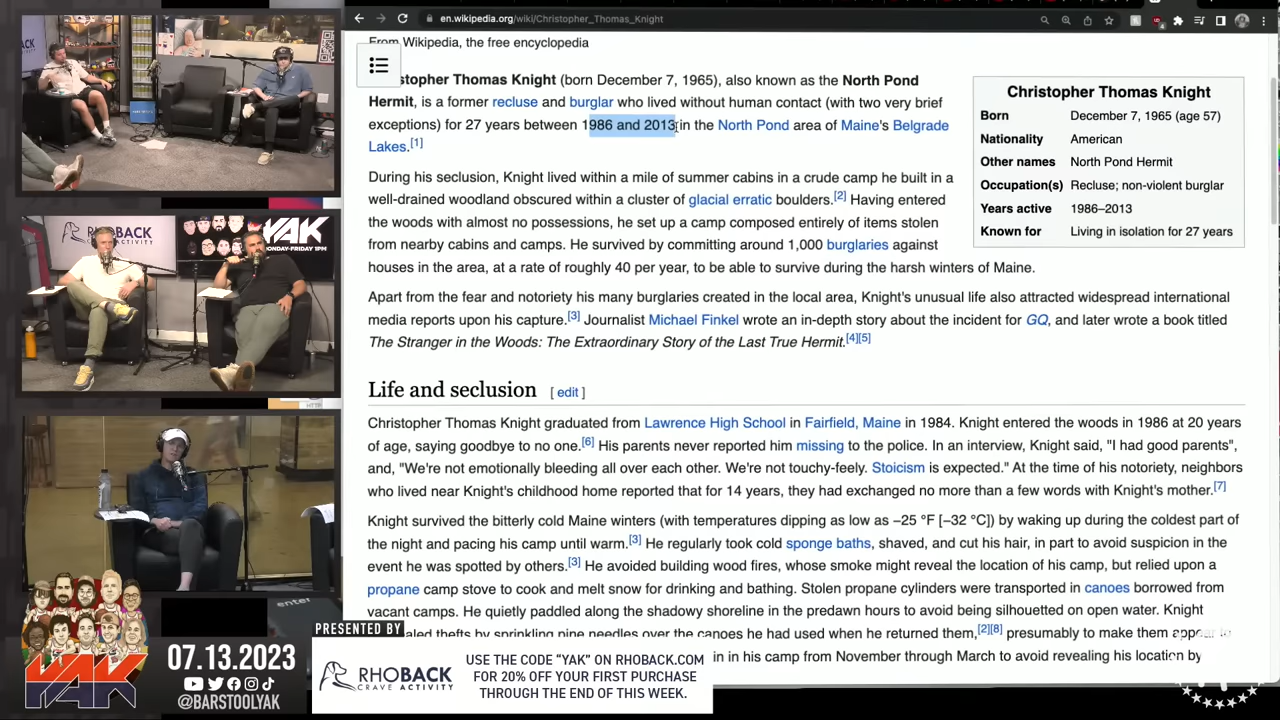 en.wikipedia.org/wiki/Christopher_Thomas_Knight
From Wikipedia, the free encyclopedia
stopher Thomas Knight (born December 7, 1965), also known as the North Pond
Hermit, is a former recluse and burglar who lived without human contact (with two very brief
exceptions) for 27 years between 1986 and 2013 in the North Pond area of Maine's Belgrade
Lakes.[1]
During his seclusion, Knight lived within a mile of summer cabins in a crude camp he built in a
well-drained woodland obscured within a cluster of glacial erratic boulders.[2] Having entered
the woods with almost no possessions, he set up a camp composed entirely of items stolen
from nearby cabins and camps. He survived by committing around 1,000 burglaries against
houses in the area, at a rate of roughly 40 per year, to be able to survive during the harsh winters of Maine.
Christopher Thomas Knight
Born December 7, 1965 (age 57)
Nationality American
Other names North Pond Hermit
Occupation(s) Recluse; non-violent burglar
Years active 1986–2013
Known for Living in isolation for 27 years
Apart from the fear and notoriety his many burglaries created in the local area, Knight's unusual life also attracted widespread international
media reports upon his capture.[3] Journalist Michael Finkel wrote an in-depth story about the incident for GQ, and later wrote a book titled
The Stranger in the Woods: The Extraordinary Story of the Last True Hermit.[4][5]
Life and seclusion [ edit ]
Christopher Thomas Knight graduated from Lawrence High School in Fairfield, Maine in 1984. Knight entered the woods in 1986 at 20 years
of age, saying goodbye to no one.[6] His parents never reported him missing to the police. In an interview, Knight said, "I had good parents",
and, "We're not emotionally bleeding all over each other. We're not touchy-feely. Stoicism is expected." At the time of his notoriety, neighbors
who lived near Knight's childhood home reported that for 14 years, they had exchanged no more than a few words with Knight's mother.[7]
Knight survived the bitterly cold Maine winters (with temperatures dipping as low as −25 °F [−32 °C]) by waking up during the coldest part of
the night and pacing his camp until warm.[3] He regularly took cold sponge baths, shaved, and cut his hair, in part to avoid suspicion in the
event he was spotted by others.[3] He avoided building wood fires, whose smoke might reveal the location of his camp, but relied upon a
propane camp stove to cook and melt snow for drinking and bathing. Stolen propane cylinders were transported in canoes borrowed from
vacant camps. He quietly paddled along the shadowy shoreline in the predawn hours to avoid being silhouetted on open water. Knight
aled thefts by sprinkling pine needles over the canoes he had used when he returned them,[2][8] presumably to make them
in in his camp from November through March to avoid revealing his location by
RHOBACK
ACTIVITY
YAK
MONDAY-FRIDAY 1PM
enter
YAK
07.13.2023
@BARSTOOLYAK
PRESENTED BY
RHOBACK
CRAVE ACTIVITY
USE THE CODE "YAK" ON RHOBACK.COM
FOR 20% OFF YOUR FIRST PURCHASE
THROUGH THE END OF THIS WEEK.